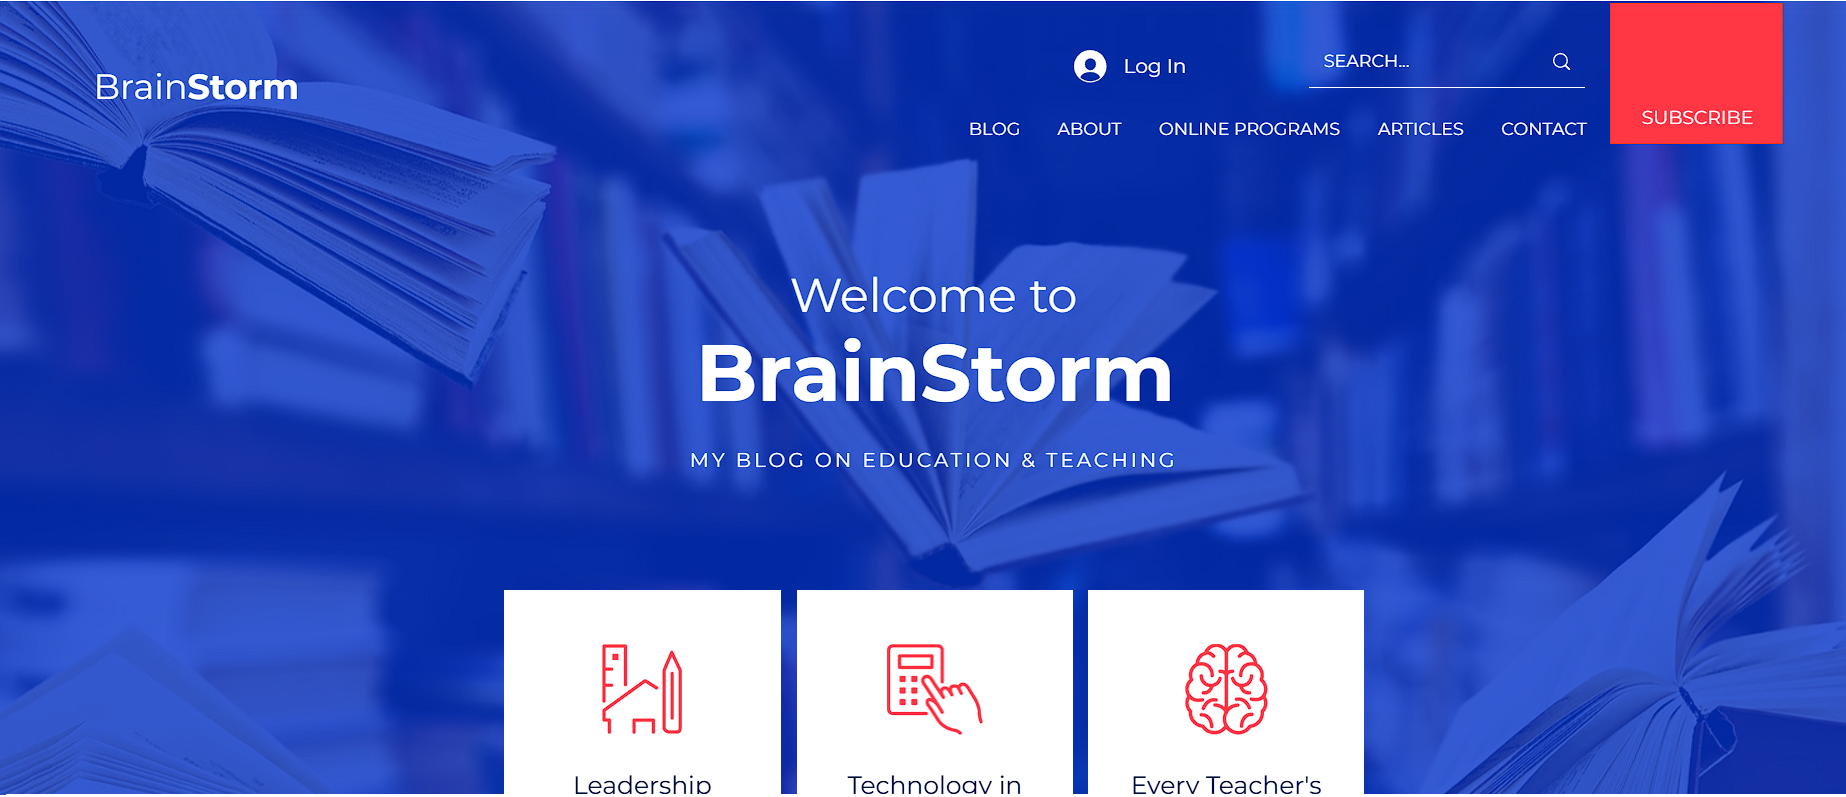 BrainStorm
Log In
SEARCH...
SUBSCRIBE
BLOG ABOUT ONLINE PROGRAMS ARTICLES CONTACT
Welcome to
BrainStorm
MY BLOG ON EDUCATION & TEACHING
Leadership
Technology in
Every Teacher's